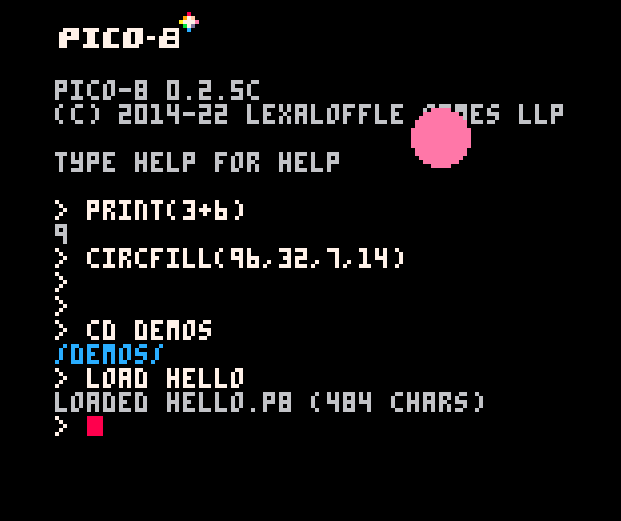 PICO-8
PICO-8 0.2.5C
(C) 2014-22 LEXALOFFLE GAMES LLP
TYPE HELP FOR HELP
> PRINT(3+6)
9
> CIRCFILL(96,32,7,14)
>
>
> CD DEMOS
/DEMOS/
> LOAD HELLO
LOADED HELLO.P8 (484 CHARS)
>